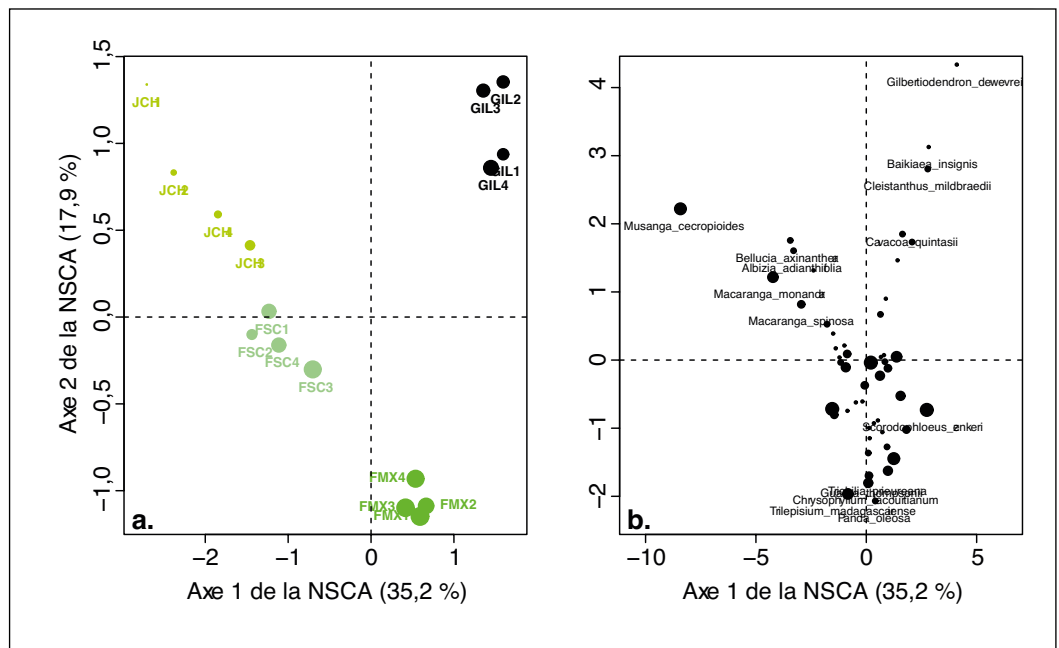 1,5
1,0
0,5
0,0
−0,5
−1,0
Axe 2 de la NSCA (17,9 %)
JCH1
JCH2
JCH4
JCH3
FSC1
FSC2
FSC4
FSC3
GIL2
GIL3
GIL1
GIL4
FMX4
FMX3
FMX2
FMX1
a.
−2
−1
0
1
Axe 1 de la NSCA (35,2 %)
4
3
2
1
0
−1
−2
Gilbertiodendron_dewevrei
Baikiaea_insignis
Cleistanthus_mildbraedii
Musanga_cecropioides
Cavacoa_quintasii
Bellucia_axinanthera
Albizia_adianthifolia
Macaranga_monandra
Macaranga_spinosa
Scorodophloeus_zenkeri
Trichilia_prieureana
Guarea_thompsonii
Chrysophyllum_lacourtianum
Trilepisium_madagascariense
Panda_oleosa
b.
−10
−5
0
5
Axe 1 de la NSCA (35,2 %)